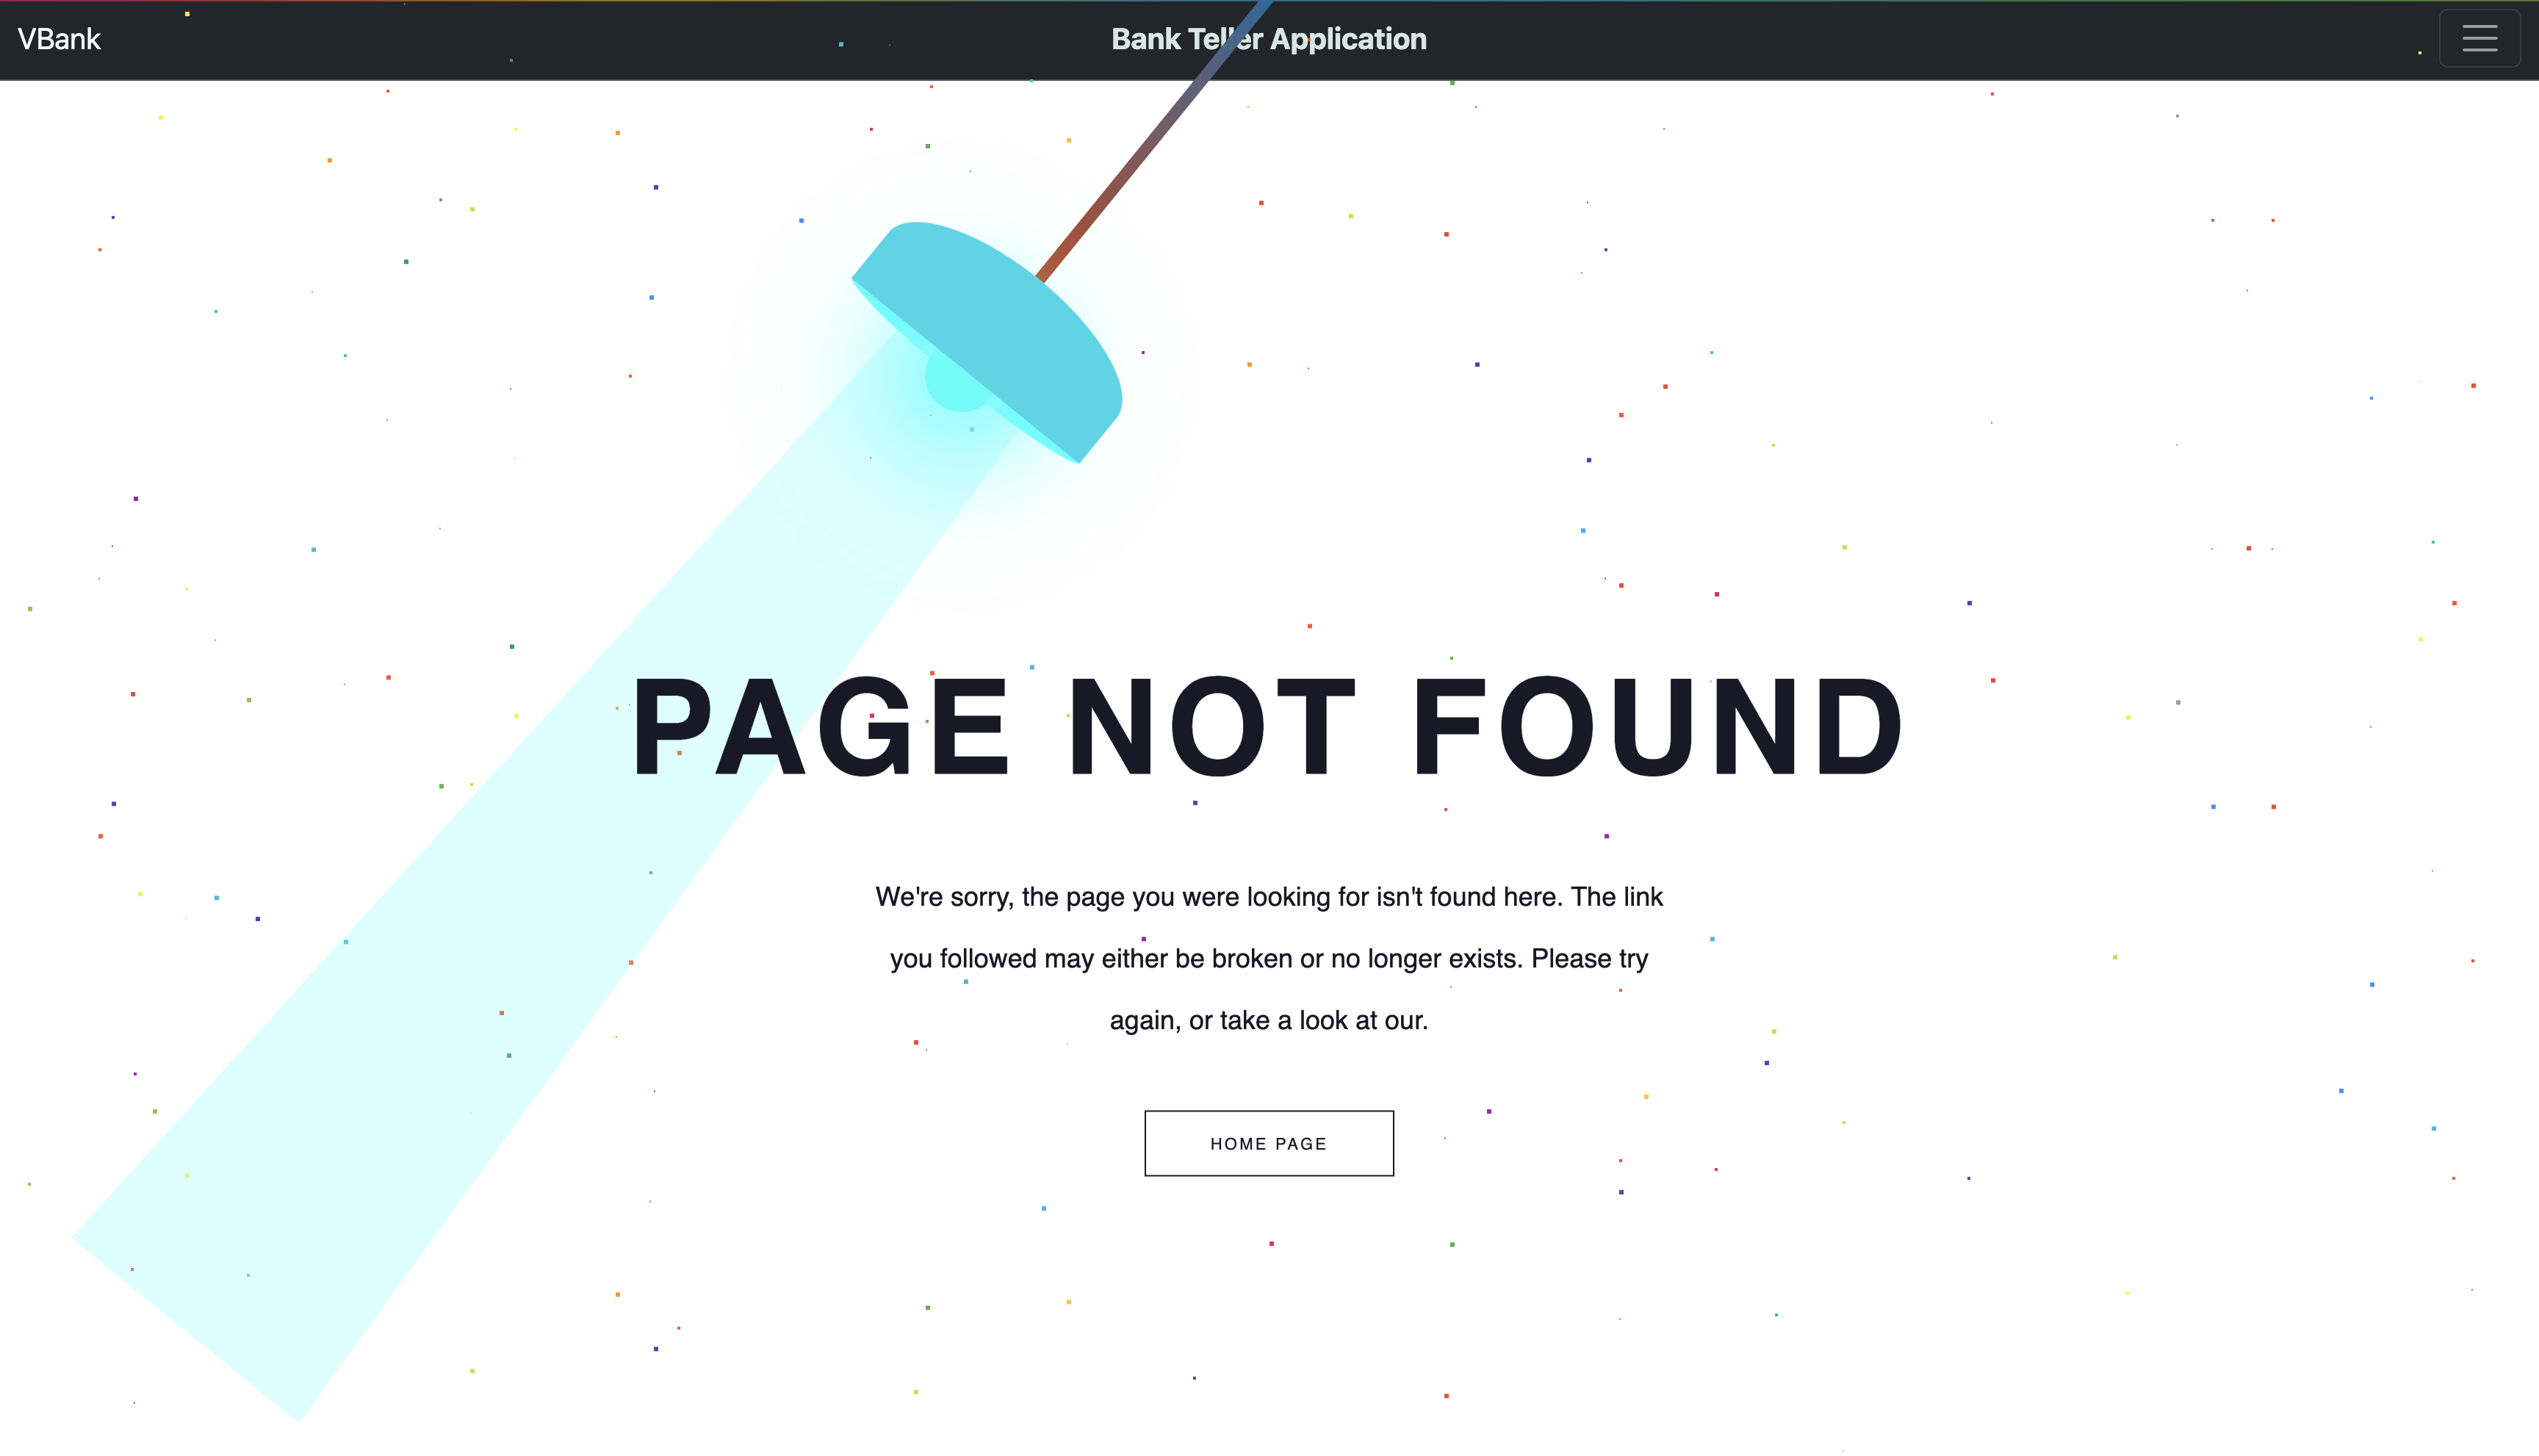 VBank
Bank Teller Application
PAGE NOT FOUND
We're sorry, the page you were looking for isn't found here. The link
you followed may either be broken or no longer exists. Please try
again, or take a look at our.
HOME PAGE